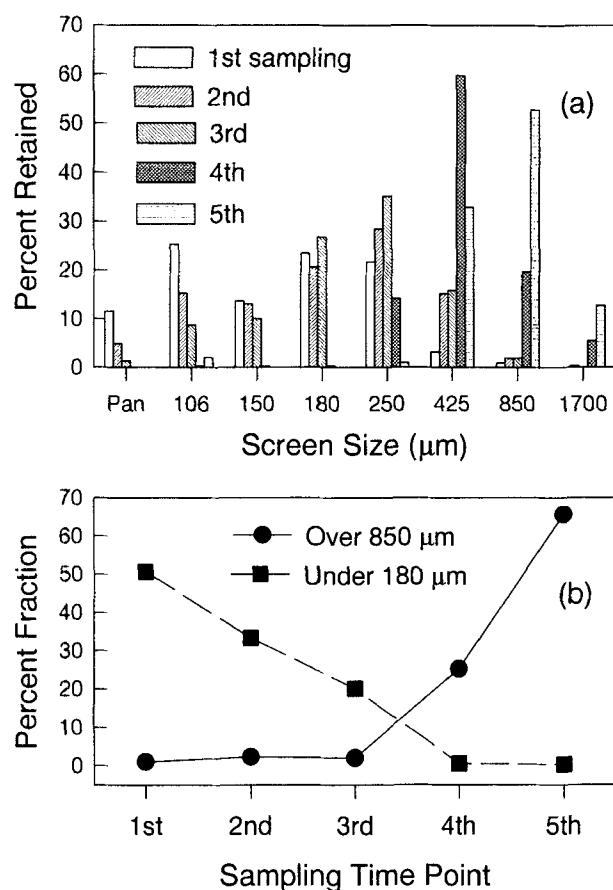 70
60
50
40
30
20
10
0
Percent Retained
1st sampling
2nd
3rd
4th
5th
(a)
Pan 106 150 180 250 425 850 1700
Screen Size (μm)
70
60
50
40
30
20
10
0
Percent Fraction
Over 850 μm
Under 180 μm
(b)
1st 2nd 3rd 4th 5th
Sampling Time Point